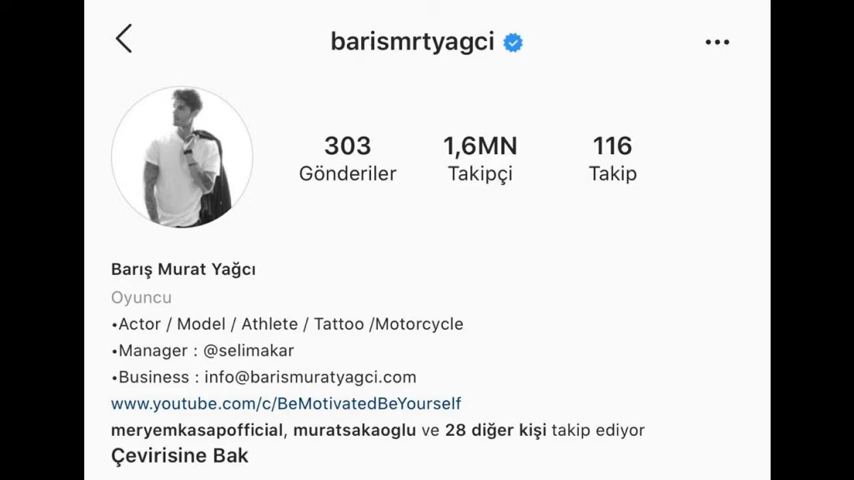 barismrtyagci
303 1,6MN 116
Gönderiler Takipçi Takip
Barış Murat Yağcı
Oyuncu
•Actor / Model / Athlete / Tattoo /Motorcycle
•Manager : @selimakar
•Business : info@barismuratyagci.com
www.youtube.com/c/BeMotivatedBeYourself
meryemkasapofficial, muratsakaoglu ve 28 diğer kişi takip ediyor
Çevirisine Bak